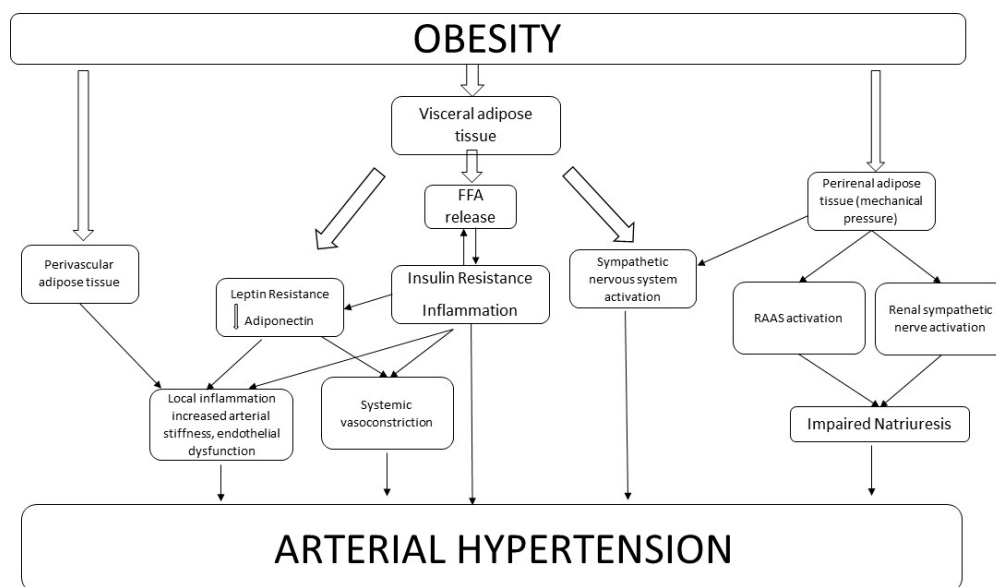 OBESITY
Visceral adipose
tissue
FFA
release
Perirenal adipose
tissue (mechanical
pressure)
Perivascular
adipose tissue
Leptin Resistance
Adiponectin
Insulin Resistance
Inflammation
Sympathetic
nervous system
activation
RAAS activation
Renal sympathetic
nerve activation
Local inflammation
increased arterial
stiffness, endothelial
dysfunction
Systemic
vasoconstriction
Impaired Natriuresis
ARTERIAL HYPERTENSION